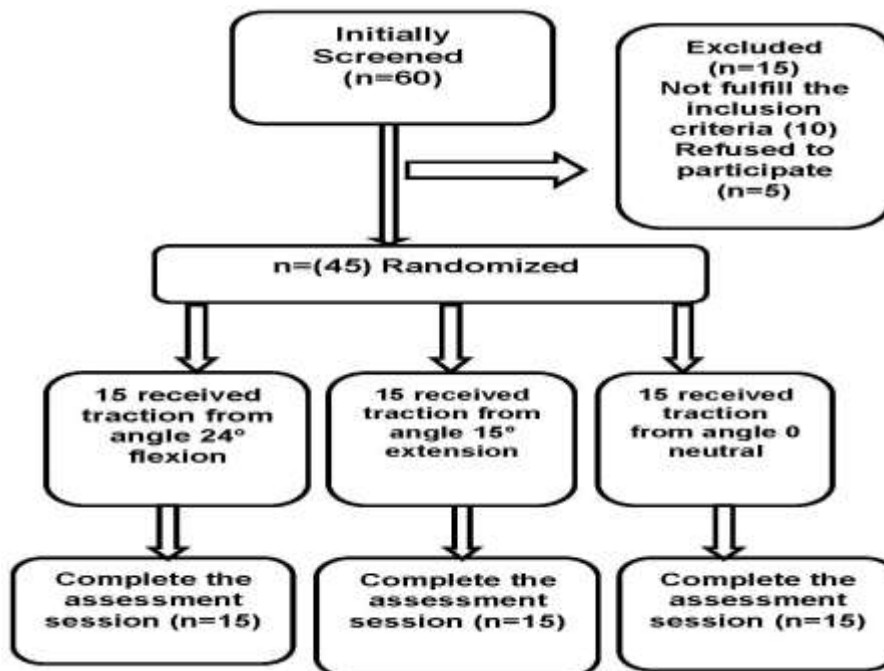 Initially
Screened
(n=60)
Excluded
(n=15)
Not fulfill the
inclusion
criteria (10)
Refused to
participate
(n=5)
n=(45) Randomized
15 received
traction from
angle 24º
flexion
15 received
traction from
angle 15º
extension
15 received
traction
from angle 0
neutral
Complete the
assessment
session (n=15)
Complete the
assessment
session (n=15)
Complete the
assessment
session (n=15)